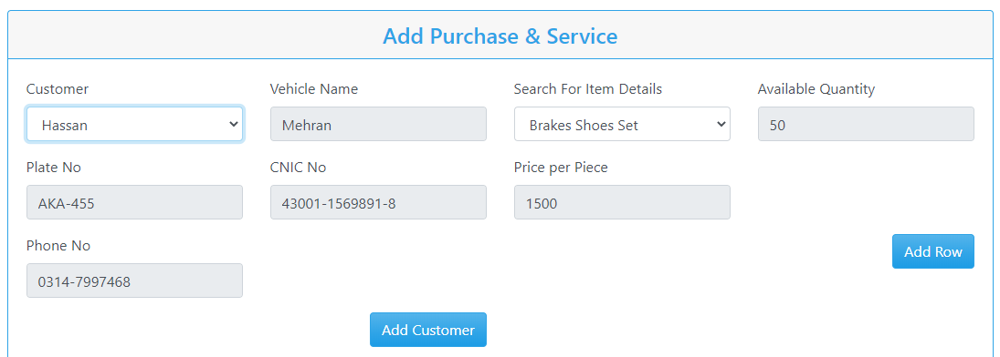 Add Purchase & Service
Customer Vehicle Name Search For Item Details Available Quantity
Hassan Mehran Brakes Shoes Set 50
Plate No CNIC No Price per Piece
AKA-455 43001-1569891-8 1500
Phone No Add Row
0314-7997468
Add Customer